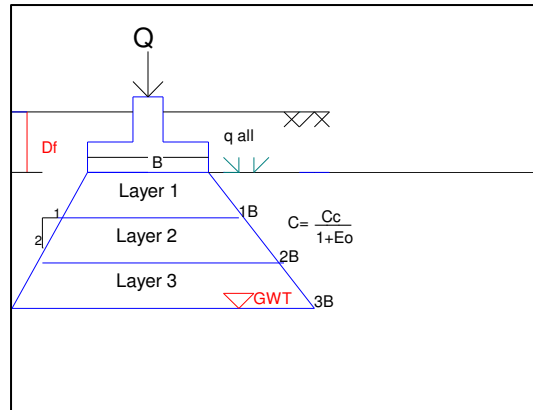 Q
Df
q all
B
Layer 1
1
2
1B
Layer 2
C= Cc
1+Eo
2B
Layer 3
GWT
3B